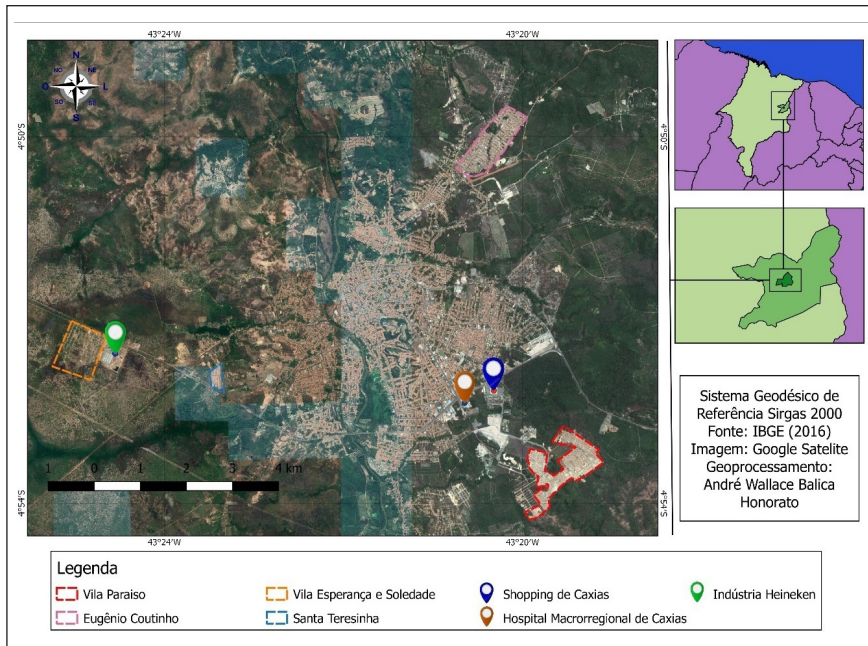 43°24'W
43°20'W
N
NO
NE
O
L
SO
SE
S
4°50'S
4°50'S
1 0 1 2 3 4 km
4°54'S
4°54'S
43°24'W
43°20'W
Sistema Geodésico de
Referência Sirgas 2000
Fonte: IBGE (2016)
Imagem: Google Satelite
Geoprocessamento:
André Wallace Balica
Honorato
Legenda
Vila Paraiso
Vila Esperança e Soledade
Shopping de Caxias
Indústria Heineken
Eugênio Coutinho
Santa Teresinha
Hospital Macrorregional de Caxias